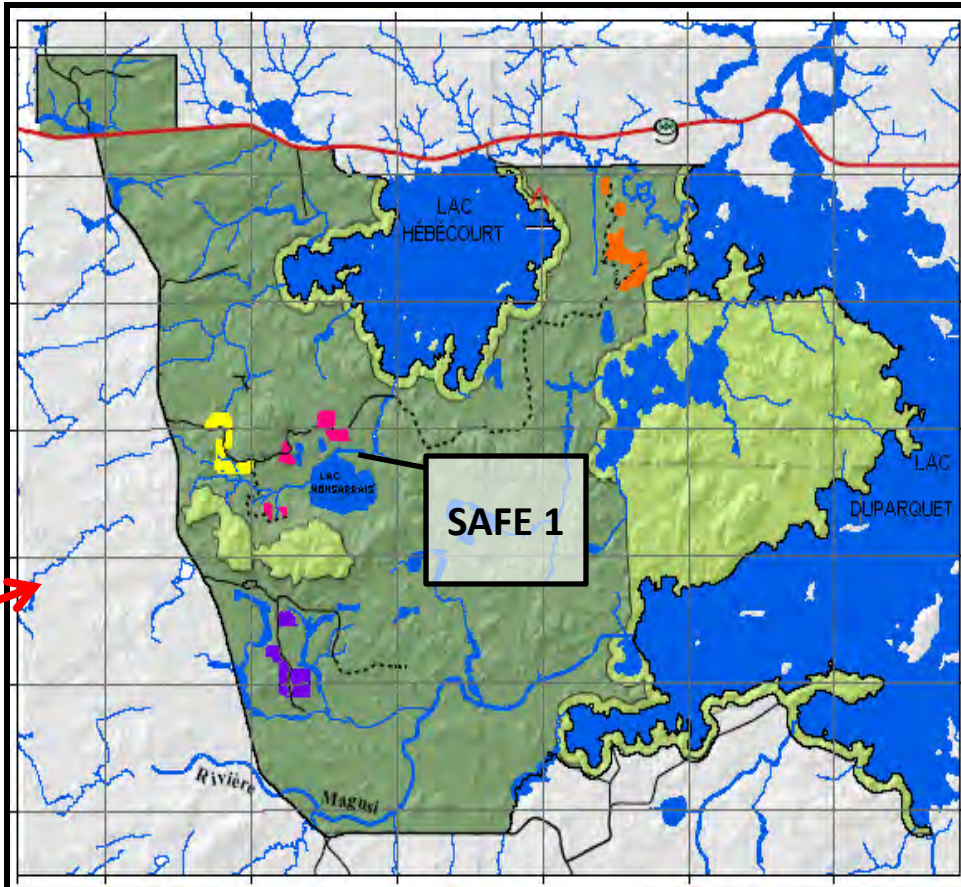 LAC
HÉBÉCOURT
LAC
MONSARRAIS
SAFE 1
LAC
DUPARQUET
Rivière
Magusi